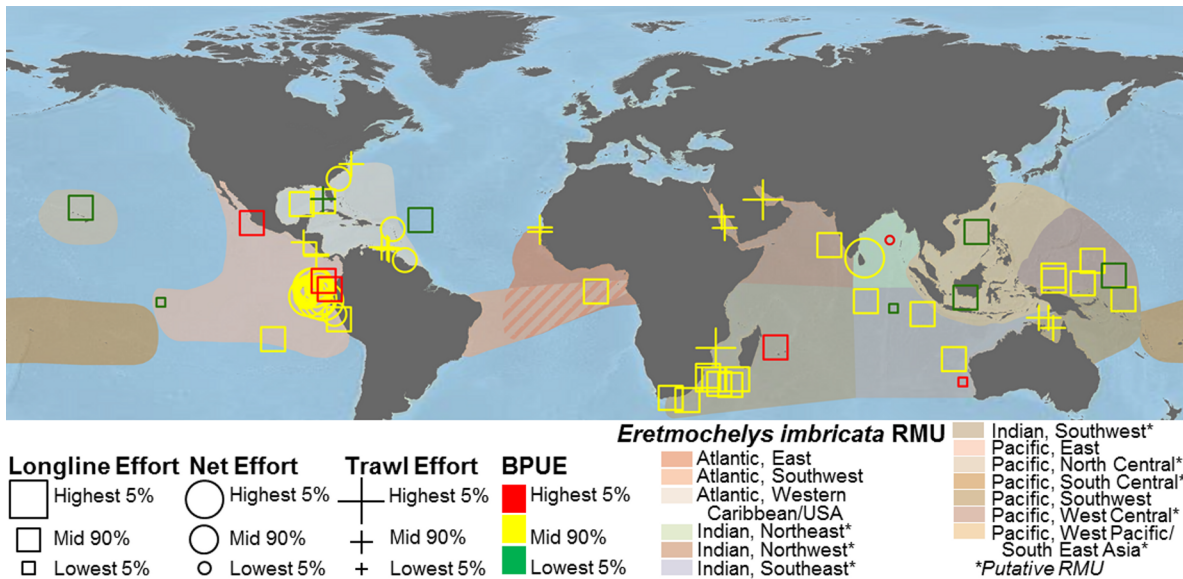 Longline Effort
Highest 5%
Mid 90%
Lowest 5%
Net Effort
Highest 5%
Mid 90%
Lowest 5%
Trawl Effort
Highest 5%
Mid 90%
Lowest 5%
BPUE
Highest 5%
Mid 90%
Lowest 5%
Eretmochelys imbricata RMU
Atlantic, East
Atlantic, Southwest
Atlantic, Western
Caribbean/USA
Indian, Northeast*
Indian, Northwest*
Indian, Southeast*
Indian, Southwest*
Pacific, East
Pacific, North Central*
Pacific, South Central*
Pacific, Southwest
Pacific, West Central*
Pacific, West Pacific/
South East Asia*
*Putative RMU